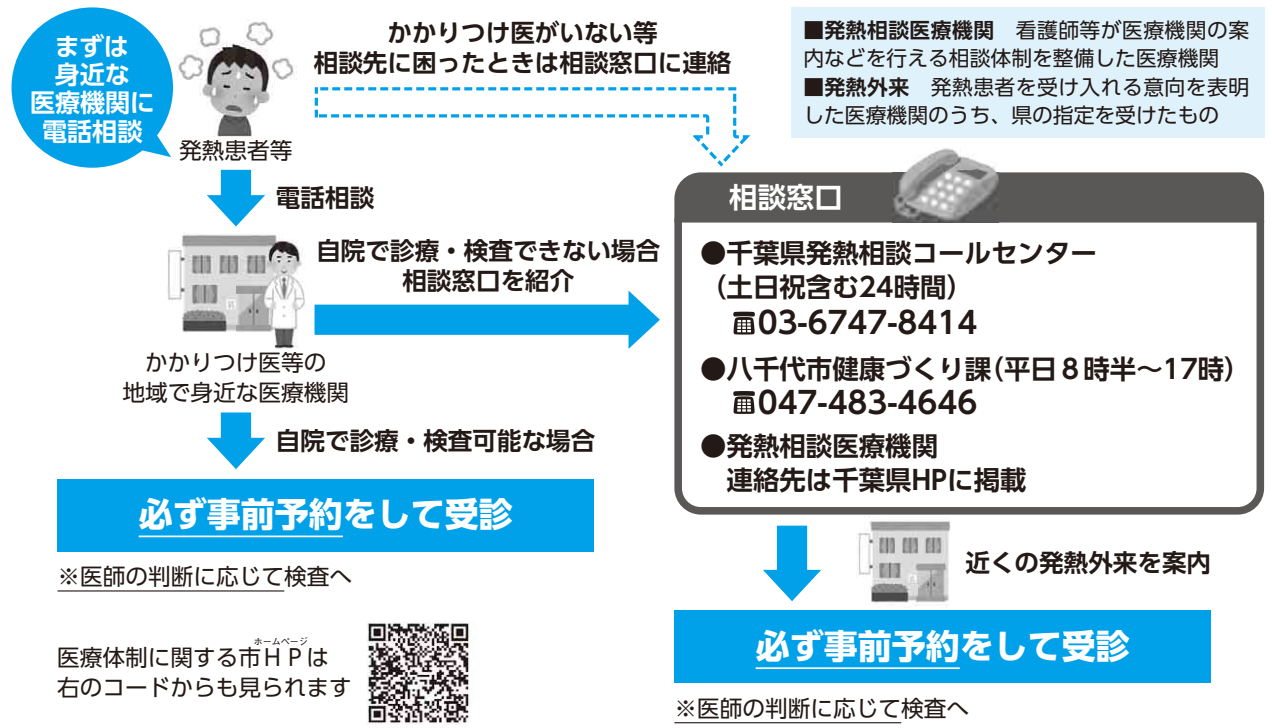 まずは
身近な
医療機関に
電話相談
発熱患者等
かかりつけ医がいない等
相談先に困ったときは相談窓口に連絡
■発熱相談医療機関　看護師等が医療機関の案
内などを行える相談体制を整備した医療機関
■発熱外来　発熱患者を受け入れる意向を表明
した医療機関のうち、県の指定を受けたもの
電話相談
自院で診療・検査できない場合
相談窓口を紹介
かかりつけ医等の
地域で身近な医療機関
自院で診療・検査可能な場合
必ず事前予約をして受診
※医師の判断に応じて検査へ
ホームページ
医療体制に関する市HPは
右のコードからも見られます
相談窓口
●千葉県発熱相談コールセンター
（土日祝含む24時間）
☎03-6747-8414
●八千代市健康づくり課（平日８時半～17時）
☎047-483-4646
●発熱相談医療機関
連絡先は千葉県HPに掲載
近くの発熱外来を案内
必ず事前予約をして受診
※医師の判断に応じて検査へ